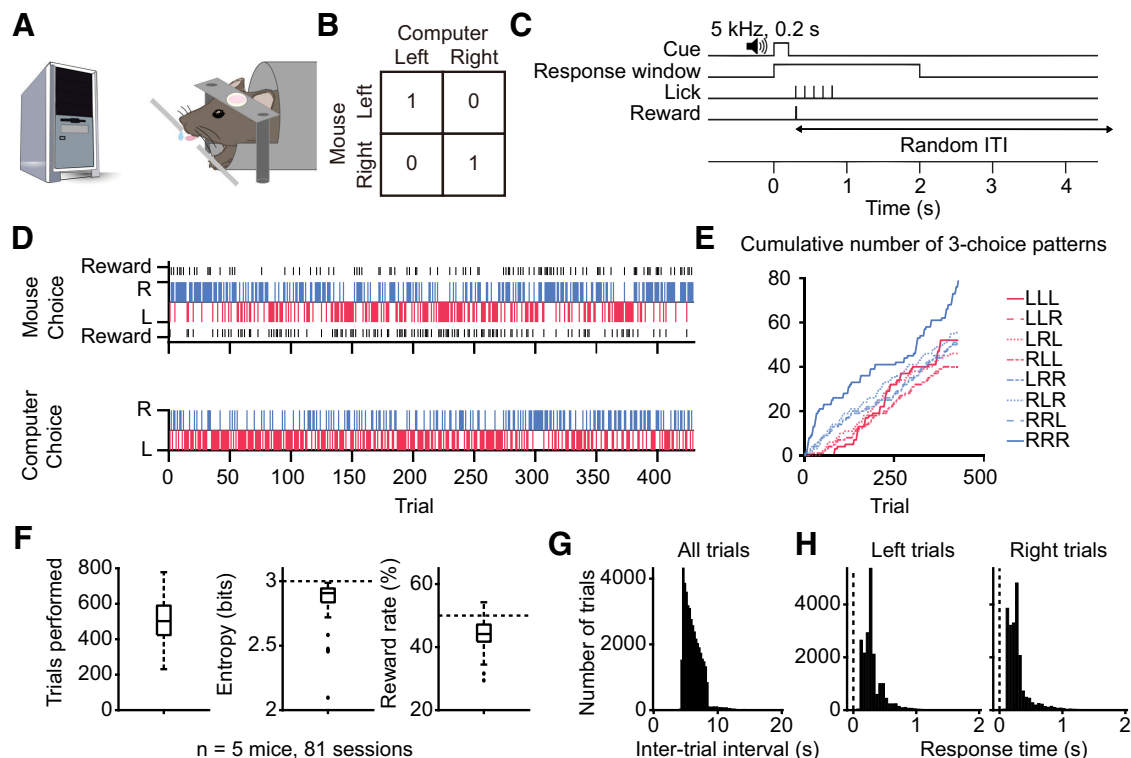 A
B
Computer
Left Right
Mouse
Left
Right
1 0
0 1
C
5 kHz, 0.2 s
Cue
Response window
Lick
Reward
Random ITI
0 1 2 3 4
Time (s)
D
Mouse
Choice
Reward
R
L
Reward
Computer
Choice
R
L
0 50 100 150 200 250 300 350 400
Trial
E
Cumulative number of 3-choice patterns
80
60
40
20
0
0 250 500
Trial
LLL
LLR
LRL
RLL
LRR
RLR
RRL
RRR
F
Trials performed
800
600
400
200
0
Entropy (bits)
3
2.5
2
Reward rate (%)
60
40
20
n = 5 mice, 81 sessions
G
All trials
Number of trials
4000
2000
0
0 10 20
Inter-trial interval (s)
H
Left trials
Right trials
4000
2000
0
0 1 2
0 1 2
Response time (s)